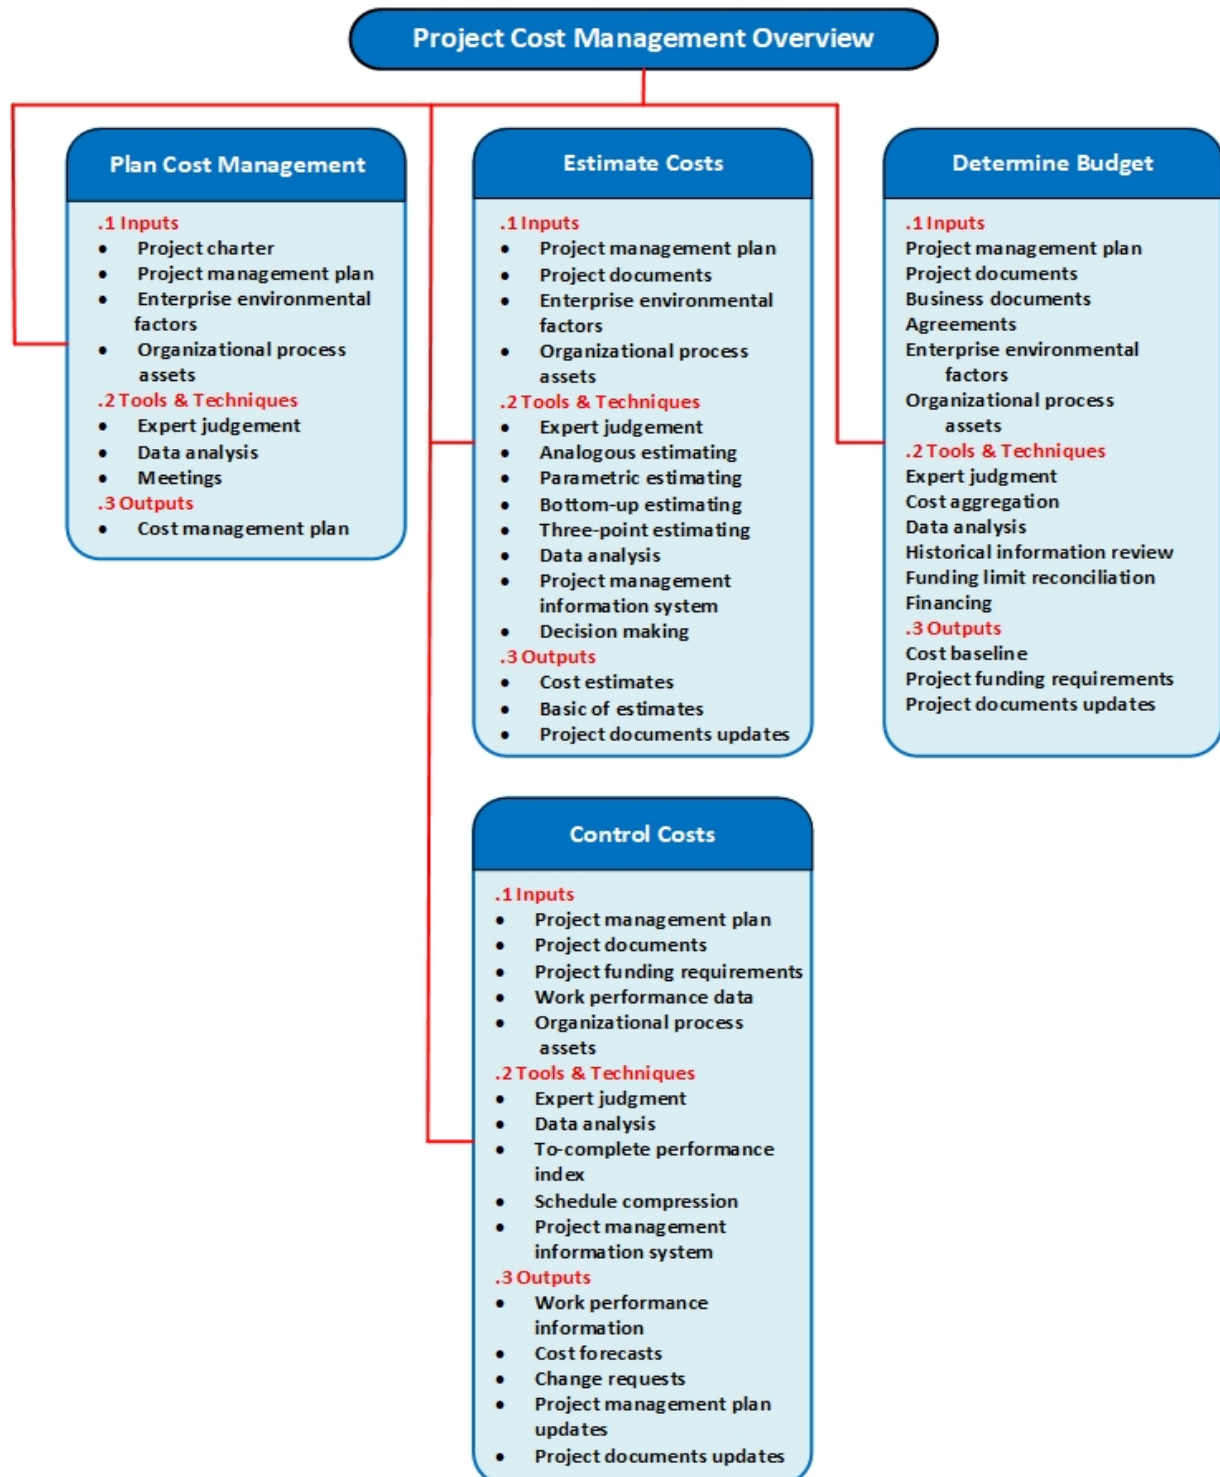 Project Cost Management Overview
Plan Cost Management
.1 Inputs
• Project charter
• Project management plan
• Enterprise environmental
factors
• Organizational process
assets
.2 Tools & Techniques
• Expert judgement
• Data analysis
• Meetings
.3 Outputs
• Cost management plan
Estimate Costs
.1 Inputs
• Project management plan
• Project documents
• Enterprise environmental
factors
• Organizational process
assets
.2 Tools & Techniques
• Expert judgement
• Analogous estimating
• Parametric estimating
• Bottom-up estimating
• Three-point estimating
• Data analysis
• Project management
information system
• Decision making
.3 Outputs
• Cost estimates
• Basic of estimates
• Project documents updates
Determine Budget
.1 Inputs
Project management plan
Project documents
Business documents
Agreements
Enterprise environmental
factors
Organizational process
assets
.2 Tools & Techniques
Expert judgment
Cost aggregation
Data analysis
Historical information review
Funding limit reconciliation
Financing
.3 Outputs
Cost baseline
Project funding requirements
Project documents updates
Control Costs
.1 Inputs
• Project management plan
• Project documents
• Project funding requirements
• Work performance data
• Organizational process
assets
.2 Tools & Techniques
• Expert judgment
• Data analysis
• To-complete performance
index
• Schedule compression
• Project management
information system
.3 Outputs
• Work performance
information
• Cost forecasts
• Change requests
• Project management plan
updates
• Project documents updates